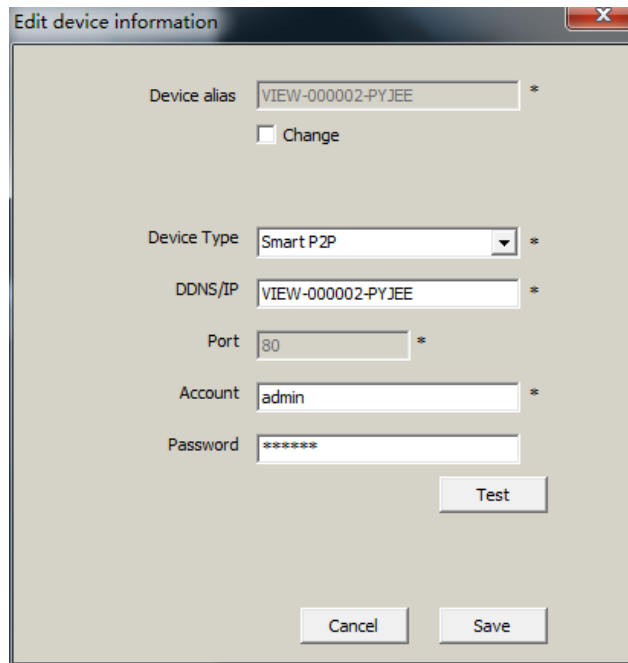 Edit device information
x
Device alias VIEW-000002-PYJEE *
Change
Device Type Smart P2P *
DDNS/IP VIEW-000002-PYJEE *
Port 80 *
Account admin *
Password ******
Test
Cancel Save